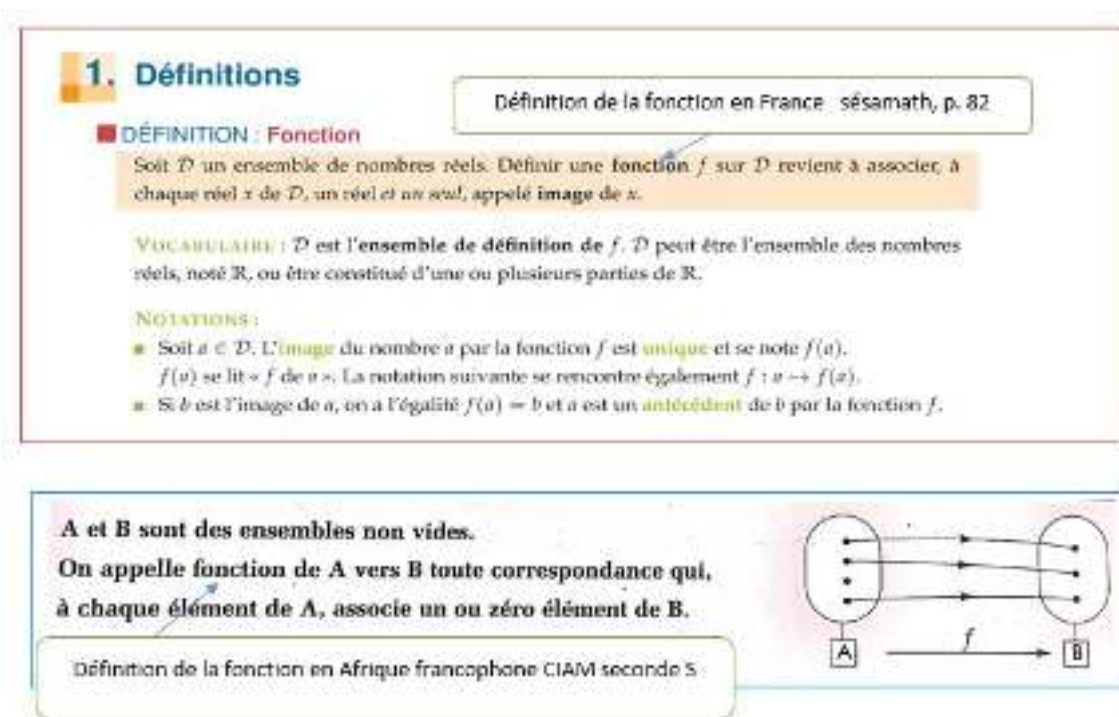 1. Définitions
Définition de la fonction en France sésamath, p. 82
DÉFINITION : Fonction
Soit 𝒟 un ensemble de nombres réels. Définir une fonction f sur 𝒟 revient à associer, à
chaque réel x de 𝒟, un réel et un seul, appelé image de x.
VOCABULAIRE : 𝒟 est l'ensemble de définition de f. 𝒟 peut être l'ensemble des nombres
réels, noté ℝ, ou être constitué d'une ou plusieurs parties de ℝ.
NOTATIONS :
Soit a ∈ 𝒟. L'image du nombre a par la fonction f est unique et se note f(a).
f(a) se lit « f de a ». La notation suivante se rencontre également f : a ↦ f(a).
Si b est l'image de a, on a l'égalité f(a) = b et a est un antécédent de b par la fonction f.
A et B sont des ensembles non vides.
On appelle fonction de A vers B toute correspondance qui,
à chaque élément de A, associe un ou zéro élément de B.
A f B
Définition de la fonction en Afrique francophone CIAM seconde S